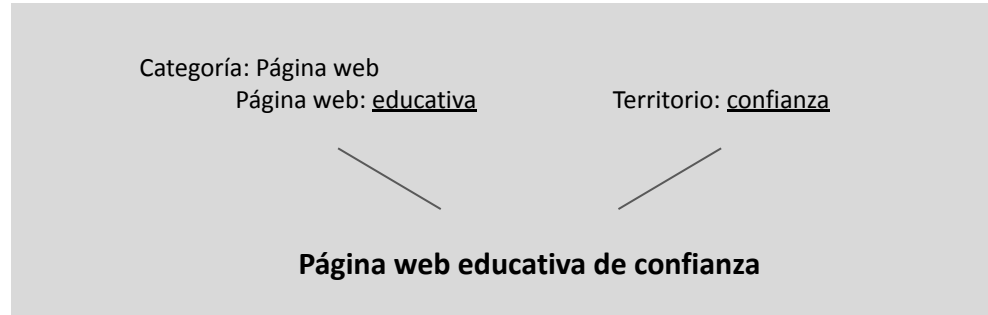 Categoría: Página web
Página web: educativa
Territorio: confianza
Página web educativa de confianza